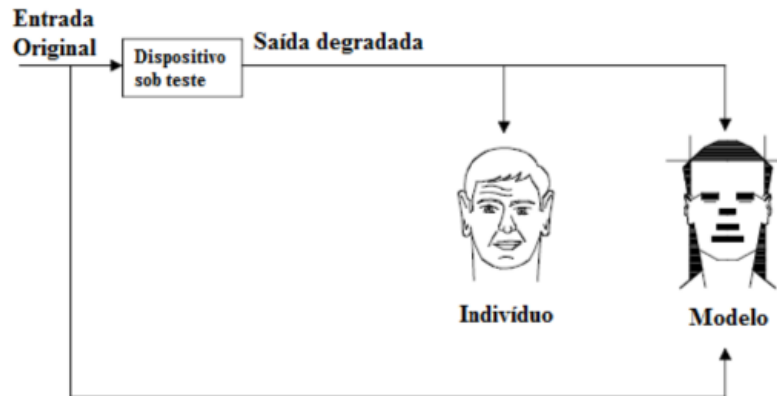 Entrada
Original
Dispositivo
sob teste
Saída degradada
Indivíduo
Modelo